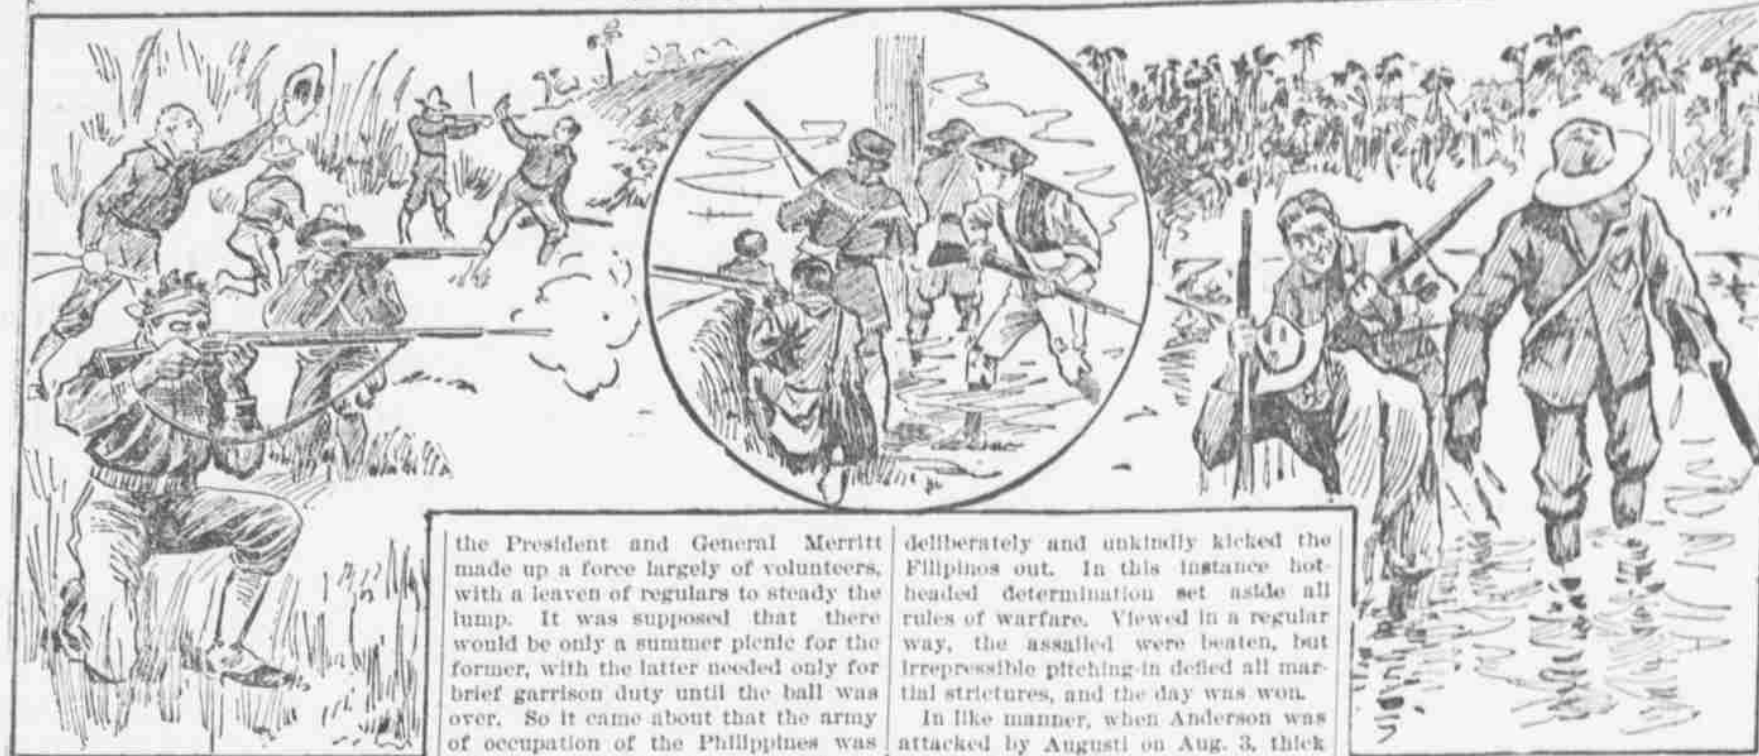 the President and General Merritt
made up a force largely of volunteers,
with a leaven of regulars to steady the
lump. It was supposed that there
would be only a summer picnic for the
former, with the latter needed only for
brief garrison duty until the ball was
over. So it came about that the army
of occupation of the Philippines was
deliberately and unkindly kicked the
Filipinos out. In this instance hot-
headed determination set aside all
rules of warfare. Viewed in a regular
way, the assailed were beaten, but
irrepressible pitching-in defied all mar-
tial strictures, and the day was won.
In like manner, when Anderson was
attacked by Augusti on Aug. 3, thick